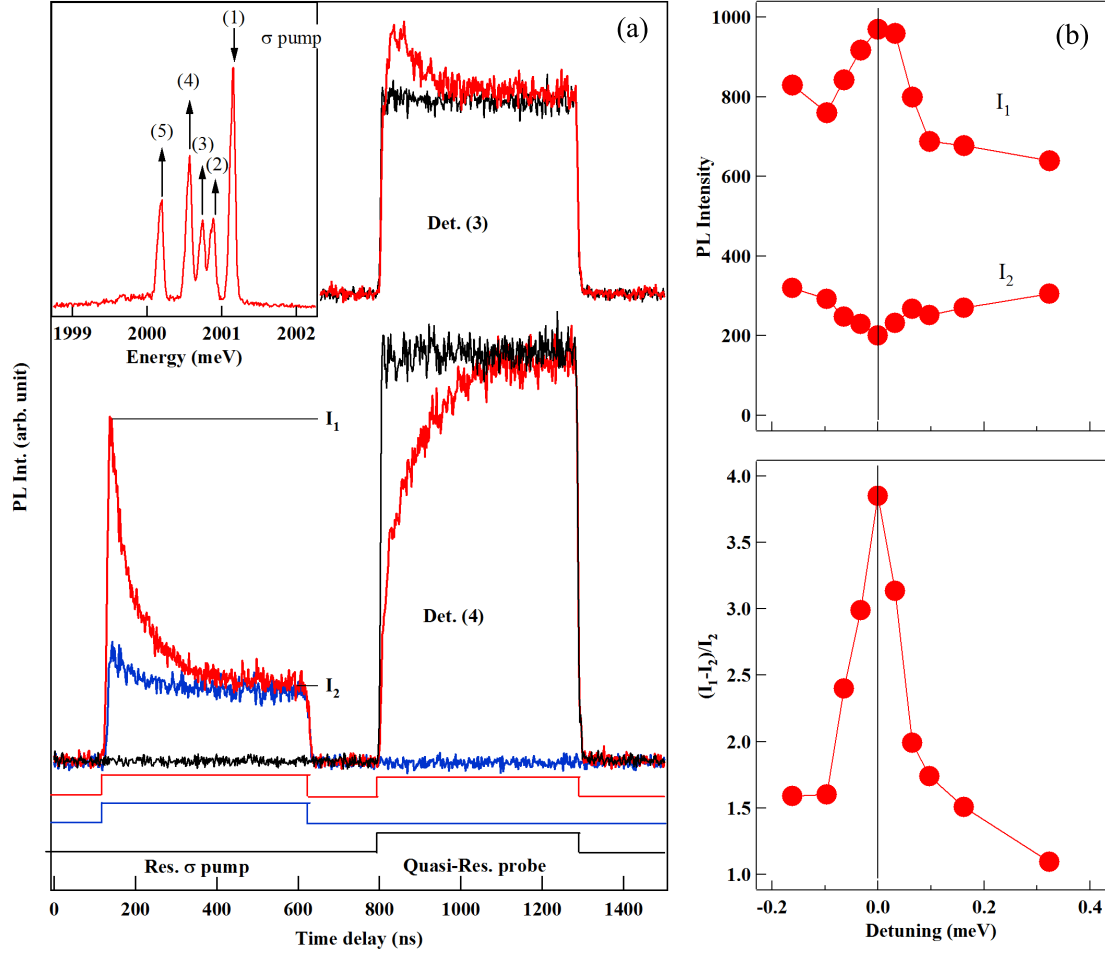 (a)
(1)
σ pump
(4)
(5)
(3)
(2)
1999 2000 2001 2002
Energy (meV)
Det. (3)
PL Int. (arb. unit)
I1
Det. (4)
I2
Res. σ pump
Quasi-Res. probe
0 200 400 600 800 1000 1200 1400
Time delay (ns)
(b)
1000
800
600
400
200
0
PL Intensity
I1
I2
4.0
3.5
3.0
2.5
2.0
1.5
1.0
(I1-I2)/I2
-0.2 0.0 0.2 0.4
Detuning (meV)